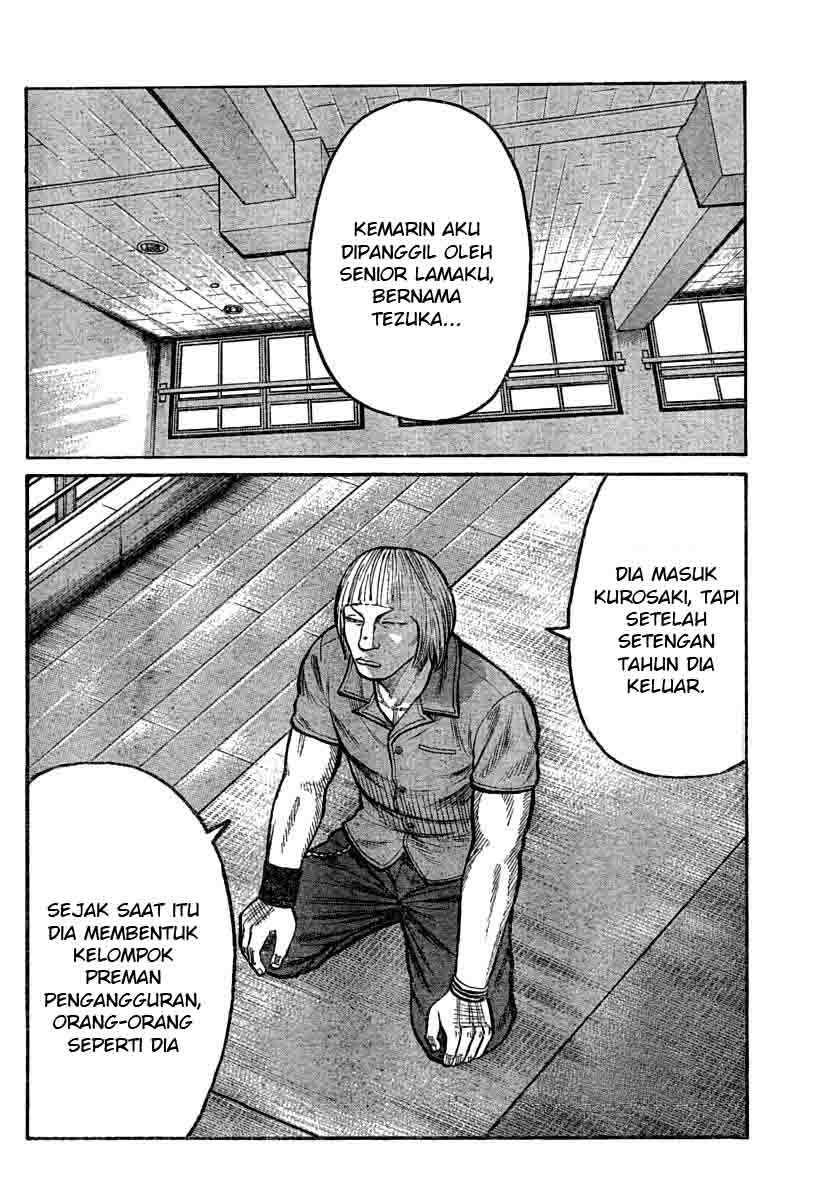 KEMARIN AKU
DIPANGGIL OLEH
SENIOR LAMAKU,
BERNAMA
TEZUKA...
DIA MASUK
KUROSAKI, TAPI
SETELAH
SETENGAN
TAHUN DIA
KELUAR.
SEJAK SAAT ITU
DIA MEMBENTUK
KELOMPOK
PREMAN
PENGANGGURAN,
ORANG-ORANG
SEPERTI DIA